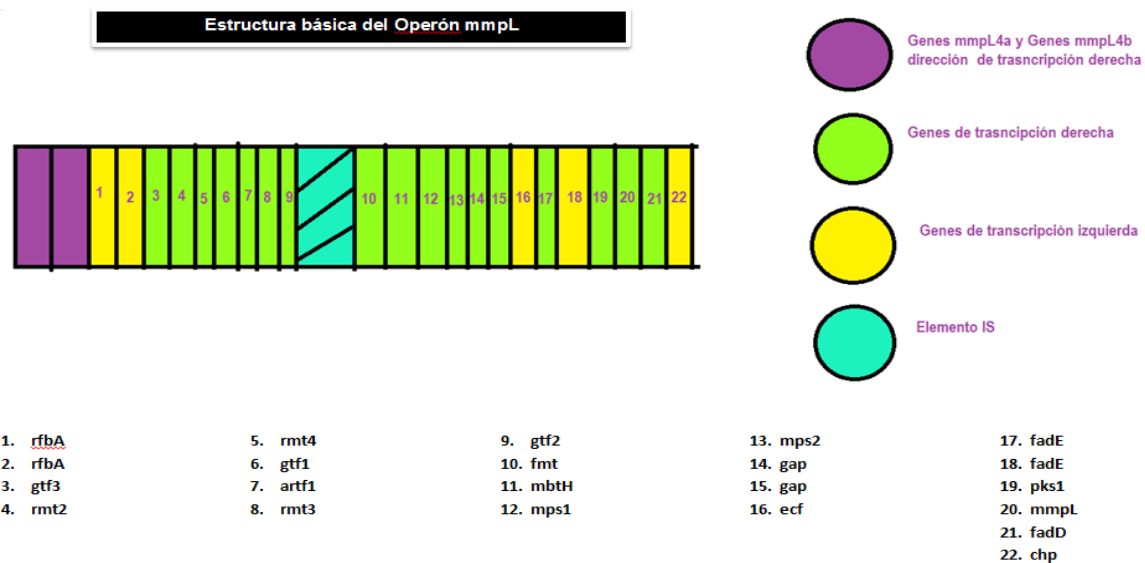 Estructura básica del Operón mmpL
Genes mmpL4a y Genes mmpL4b
dirección de trasncripción derecha
Genes de trasncipción derecha
Genes de transcripción izquierda
Elemento IS
1 2 3 4 5 6 7 8 9 10 11 12 13 14 15 16 17 18 19 20 21 22
1. rfbA
2. rfbA
3. gtf3
4. rmt2
5. rmt4
6. gtf1
7. artf1
8. rmt3
9. gtf2
10. fmt
11. mbtH
12. mps1
13. mps2
14. gap
15. gap
16. ecf
17. fadE
18. fadE
19. pks1
20. mmpL
21. fadD
22. chp